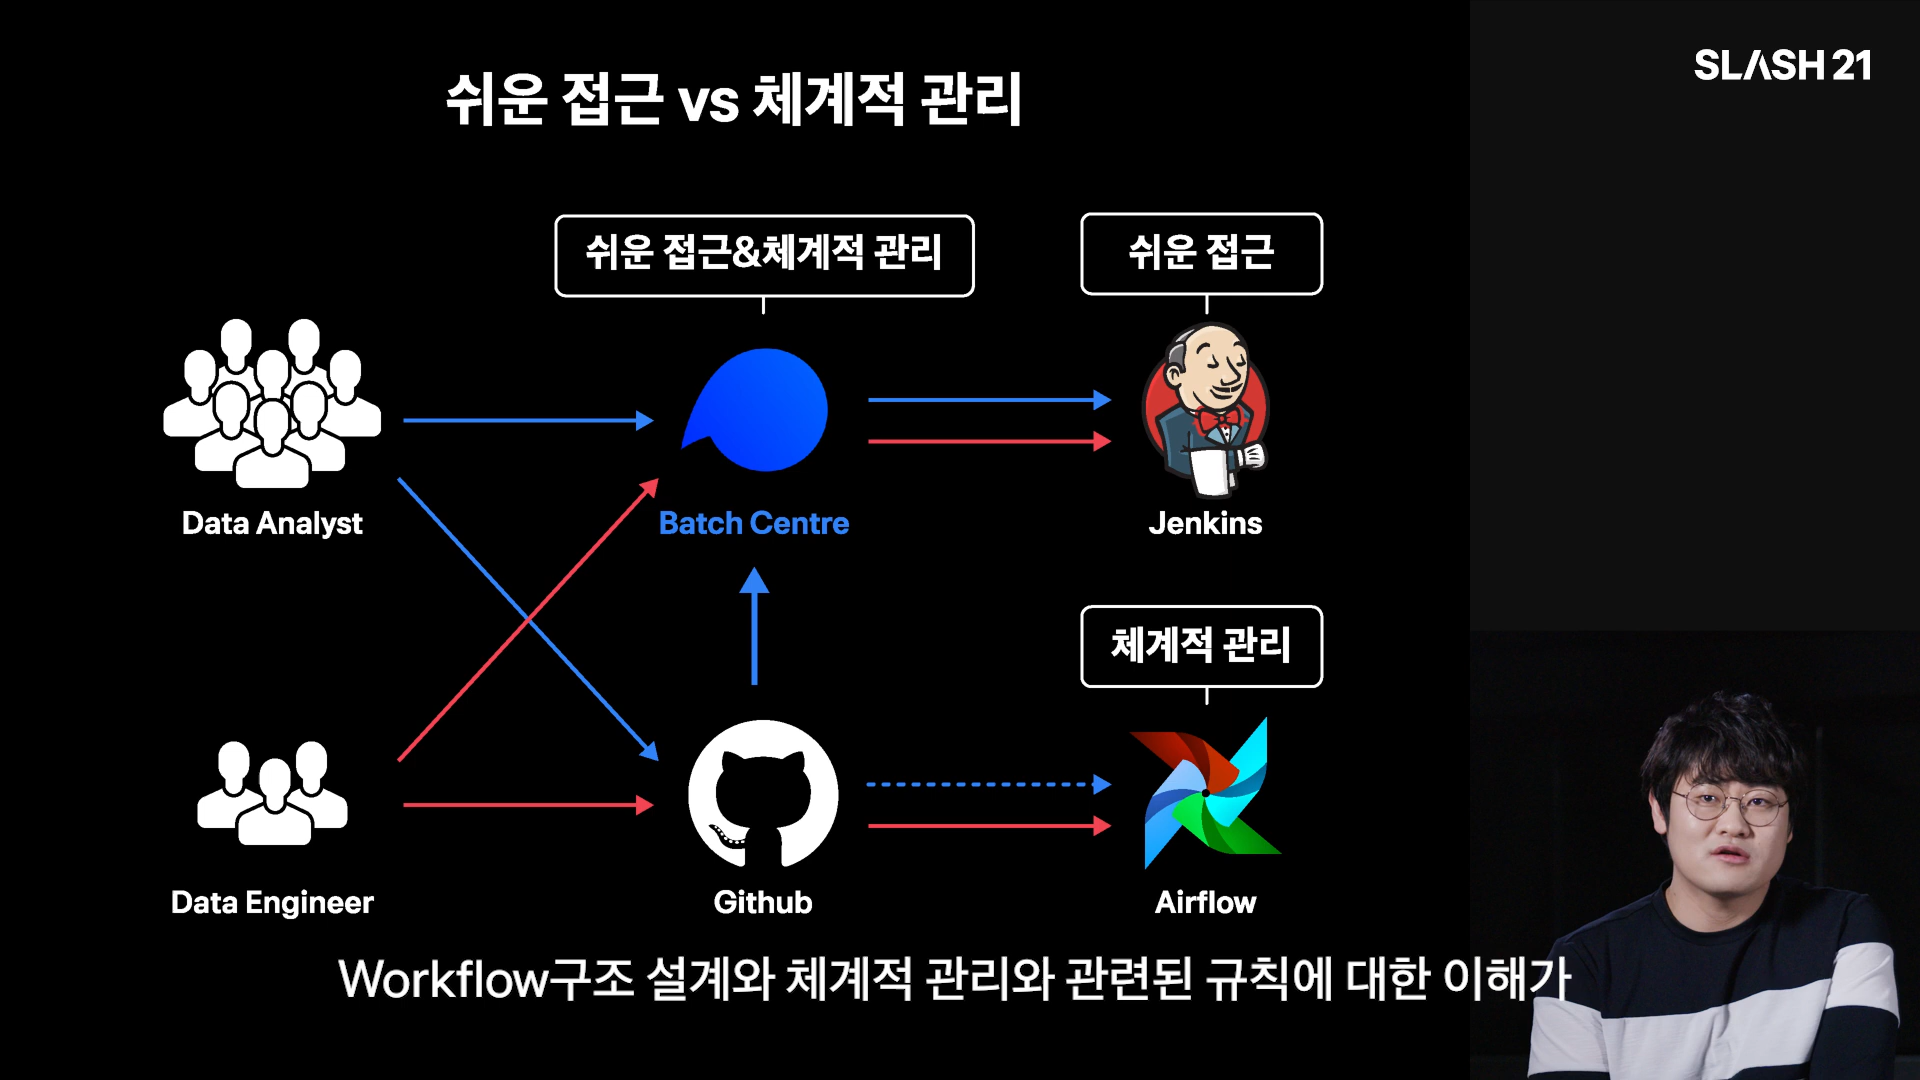 쉬운 접근 vs 체계적 관리
SLASH 21
쉬운 접근&체계적 관리
쉬운 접근
Data Analyst
Batch Centre
Jenkins
체계적 관리
Data Engineer
Github
Airflow
Workflow구조 설계와 체계적 관리와 관련된 규칙에 대한 이해가